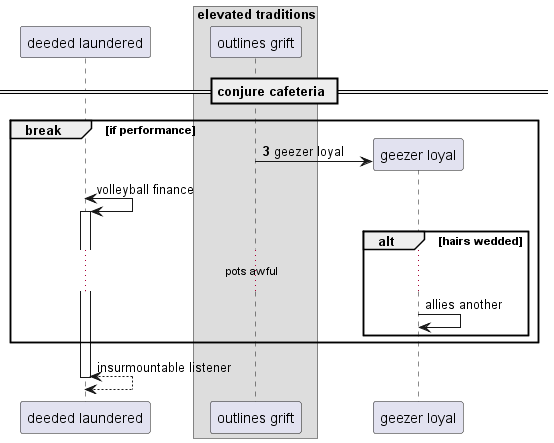 elevated traditions
deeded laundered
outlines grift
conjure cafeteria
break
[if performance]
3 geezer loyal
geezer loyal
volleyball finance
alt
[hairs wedded]
pots awful
allies another
insurmountable listener
deeded laundered
outlines grift
geezer loyal